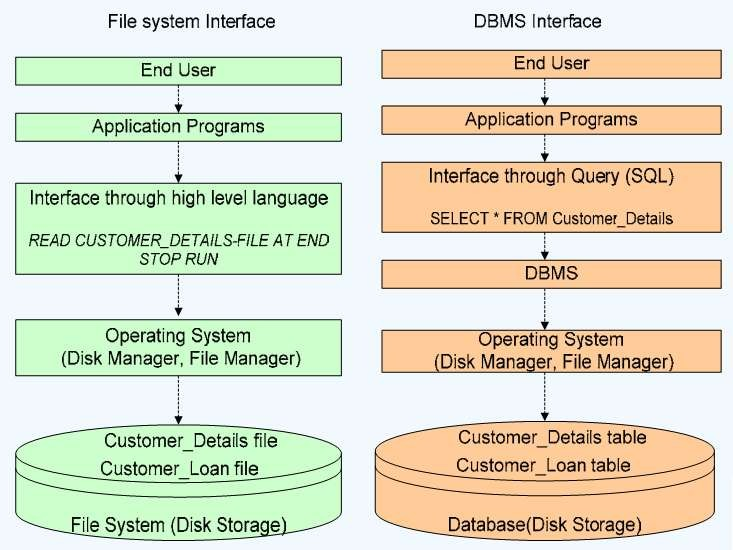 File system Interface
End User
Application Programs
Interface through high level language
READ CUSTOMER_DETAILS-FILE AT END
STOP RUN
Operating System
(Disk Manager, File Manager)
Customer_Details file
Customer_Loan file
File System (Disk Storage)
DBMS Interface
End User
Application Programs
Interface through Query (SQL)
SELECT * FROM Customer_Details
DBMS
Operating System
(Disk Manager, File Manager)
Customer_Details table
Customer_Loan table
Database(Disk Storage)